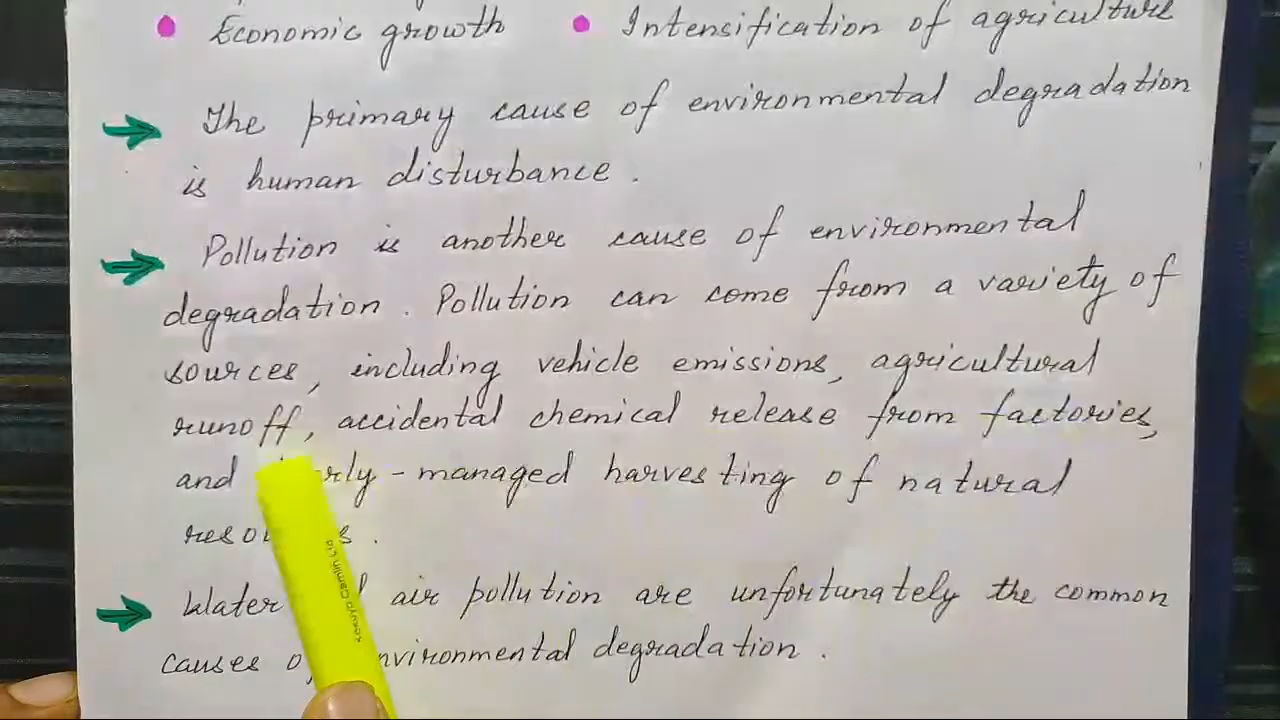 Economic growth Intensification of agriculture
The primary cause of environmental degradation
is human disturbance.
Pollution is another cause of environmental
degradation. Pollution can come from a variety of
sources, including vehicle emissions, agricultural
runoff, accidental chemical release from factories,
and -managed harvesting of natural
Water air pollution are unfortunately the common
causes environmental degradation.